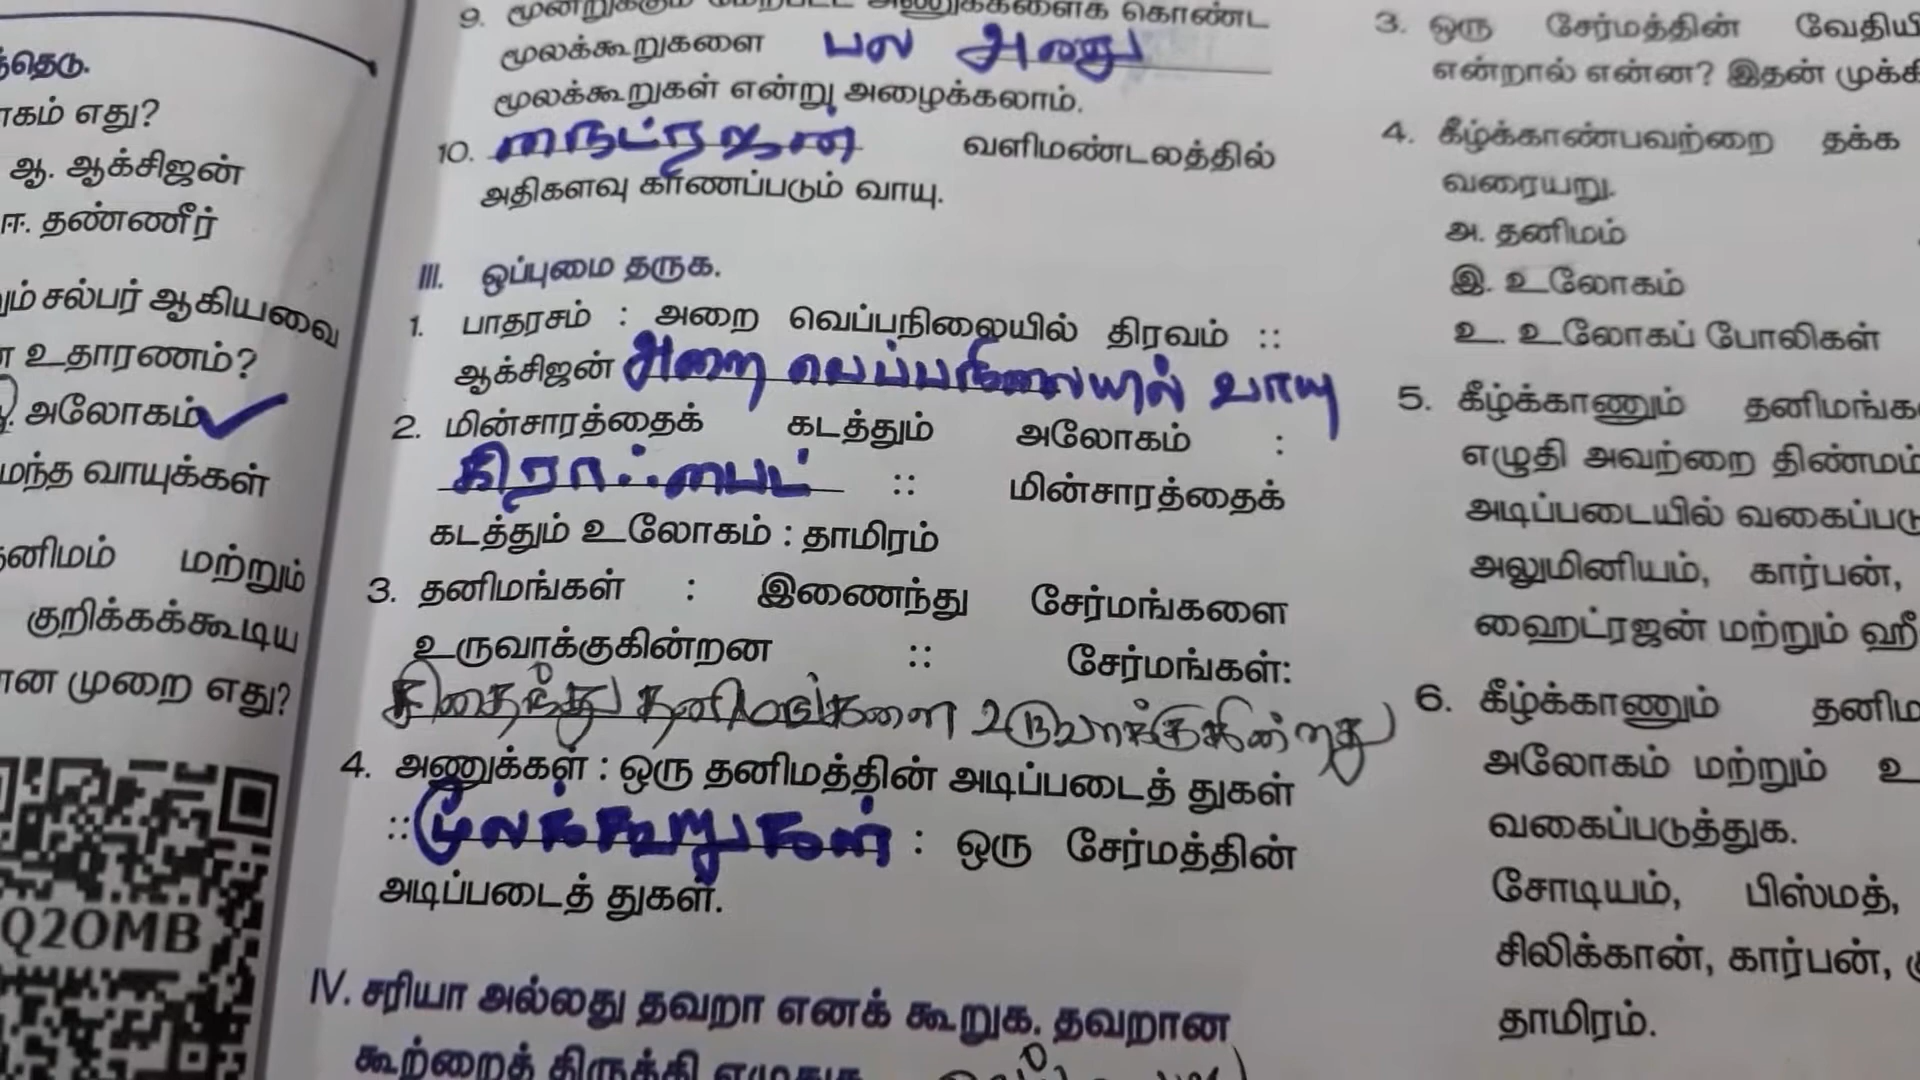 த்தெடு.
ாகம் எது?
ஆ. ஆக்சிஜன்
ஈ. தண்ணீர்
ும் சல்பர் ஆகியவை
உதாரணம்?
அலோகம்
மந்த வாயுக்கள்
தனிமம் மற்றும்
குறிக்கக்கூடிய
ான முறை எது?
Q2OMB
9. மூன்றுக்கும் மேற்பட்ட அணுக்களைக் கொண்ட
மூலக்கூறுகளை பல அணு
மூலக்கூறுகள் என்று அழைக்கலாம்.
10. நைட்ரஜன் வளிமண்டலத்தில்
அதிகளவு காணப்படும் வாயு.
III. ஒப்புமை தருக.
1. பாதரசம் : அறை வெப்பநிலையில் திரவம் ::
ஆக்சிஜன் அறை வெப்பநிலையில் வாயு
2. மின்சாரத்தைக் கடத்தும் அலோகம் :
கிராஃபைட் :: மின்சாரத்தைக்
கடத்தும் உலோகம் : தாமிரம்
3. தனிமங்கள் : இணைந்து சேர்மங்களை
உருவாக்குகின்றன :: சேர்மங்கள்:
சிதைந்து தனிமங்களை உருவாக்குகின்றது
4. அணுக்கள் : ஒரு தனிமத்தின் அடிப்படைத் துகள்
:: மூலக்கூறுகள் : ஒரு சேர்மத்தின்
அடிப்படைத் துகள்.
IV. சரியா அல்லது தவறா எனக் கூறுக. தவறான
கூற்றைத் திருத்தி எழுதுக
3. ஒரு சேர்மத்தின் வேதியி
என்றால் என்ன? இதன் முக்கி
4. கீழ்க்காண்பவற்றை தக்க
வரையறு.
அ. தனிமம்
இ. உலோகம்
உ. உலோகப் போலிகள்
5. கீழ்க்காணும் தனிமங்க
எழுதி அவற்றை திண்மம்
அடிப்படையில் வகைப்படு
அலுமினியம், கார்பன்,
ஹைட்ரஜன் மற்றும் ஹீ
6. கீழ்க்காணும் தனிம
அலோகம் மற்றும் உ
வகைப்படுத்துக.
சோடியம், பிஸ்மத்,
சிலிக்கான், கார்பன்,
தாமிரம்.